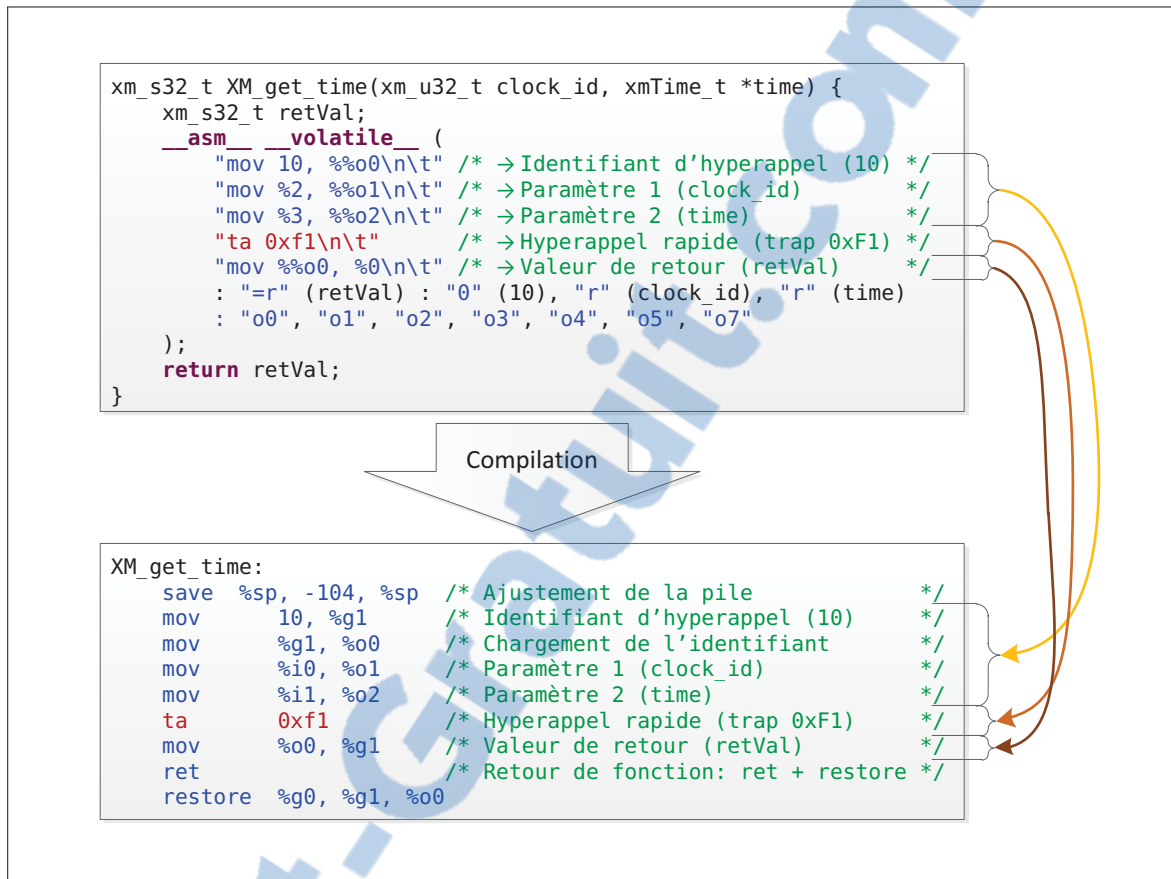 xm_s32_t XM_get_time(xm_u32_t clock_id, xmTime_t *time) {
    xm_s32_t retVal;
    __asm__ __volatile__ (
        "mov 10, %%o0\n\t" /* → Identifiant d’hyperappel (10) */
        "mov %2, %%o1\n\t" /* → Paramètre 1 (clock_id)        */
        "mov %3, %%o2\n\t" /* → Paramètre 2 (time)            */
        "ta 0xf1\n\t"      /* → Hyperappel rapide (trap 0xF1) */
        "mov %%o0, %0\n\t" /* → Valeur de retour (retVal)     */
        : "=r" (retVal) : "0" (10), "r" (clock_id), "r" (time)
        : "o0", "o1", "o2", "o3", "o4", "o5", "o7"
    );
    return retVal;
}
Compilation
XM_get_time:
    save  %sp, -104, %sp  /* Ajustement de la pile            */
    mov      10, %g1      /* Identifiant d’hyperappel (10)    */
    mov      %g1, %o0     /* Chargement de l’identifiant      */
    mov      %i0, %o1     /* Paramètre 1 (clock_id)           */
    mov      %i1, %o2     /* Paramètre 2 (time)               */
    ta       0xf1         /* Hyperappel rapide (trap 0xF1)    */
    mov      %o0, %g1     /* Valeur de retour (retVal)        */
    ret                   /* Retour de fonction: ret + restore */
    restore  %g0, %g1, %o0
t-Gratuit.com